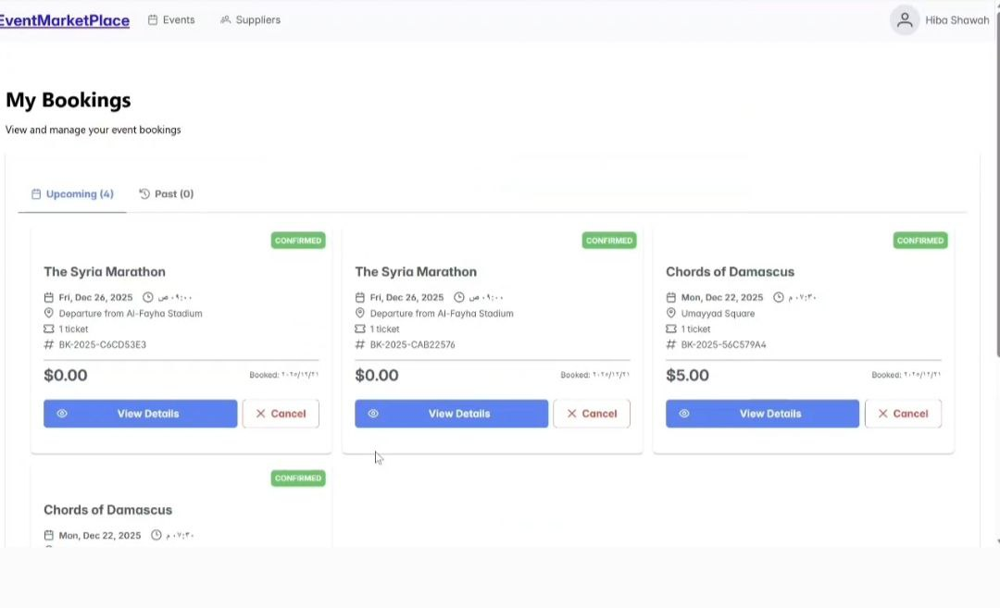 EventMarketPlace Events Suppliers Hiba Shawah
My Bookings
View and manage your event bookings
Upcoming (4) Past (0)
CONFIRMED
The Syria Marathon
Fri, Dec 26, 2025 ٠٩:٠٠ ص
Departure from Al-Fayha Stadium
1 ticket
# BK-2025-C6CD53E3
$0.00 Booked: ٢٠٢٥/١٢/٢١
View Details Cancel
CONFIRMED
The Syria Marathon
Fri, Dec 26, 2025 ٠٩:٠٠ ص
Departure from Al-Fayha Stadium
1 ticket
# BK-2025-CAB22576
$0.00 Booked: ٢٠٢٥/١٢/٢١
View Details Cancel
CONFIRMED
Chords of Damascus
Mon, Dec 22, 2025 ٠٧:٣٠ م
Umayyad Square
1 ticket
# BK-2025-56C579A4
$5.00 Booked: ٢٠٢٥/١٢/٢١
View Details Cancel
CONFIRMED
Chords of Damascus
Mon, Dec 22, 2025 ٠٧:٣٠ م